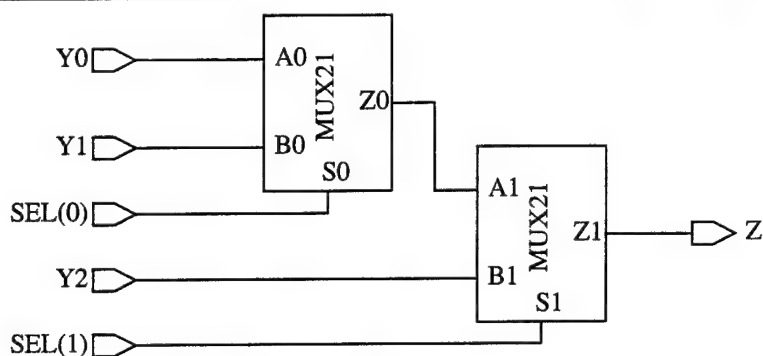 Y0
A0
MUX21
Z0
Y1
B0
S0
SEL(0)
A1
MUX21
Z1
Z
Y2
B1
S1
SEL(1)